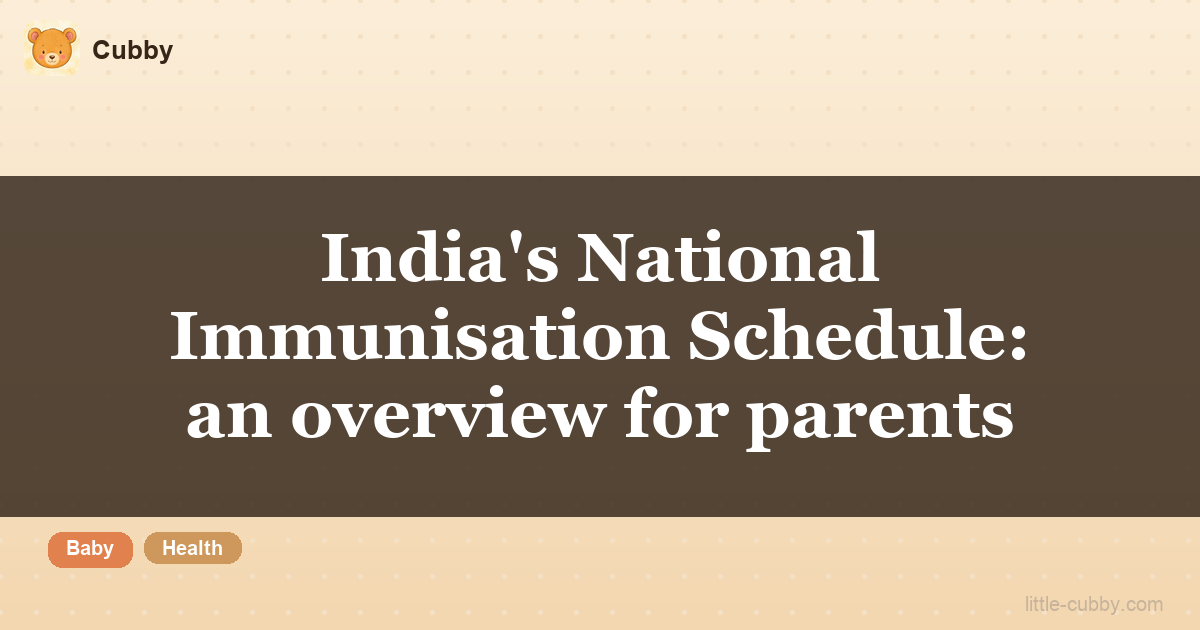 Cubby
India's National
Immunisation Schedule:
an overview for parents
Baby
Health
little-cubby.com